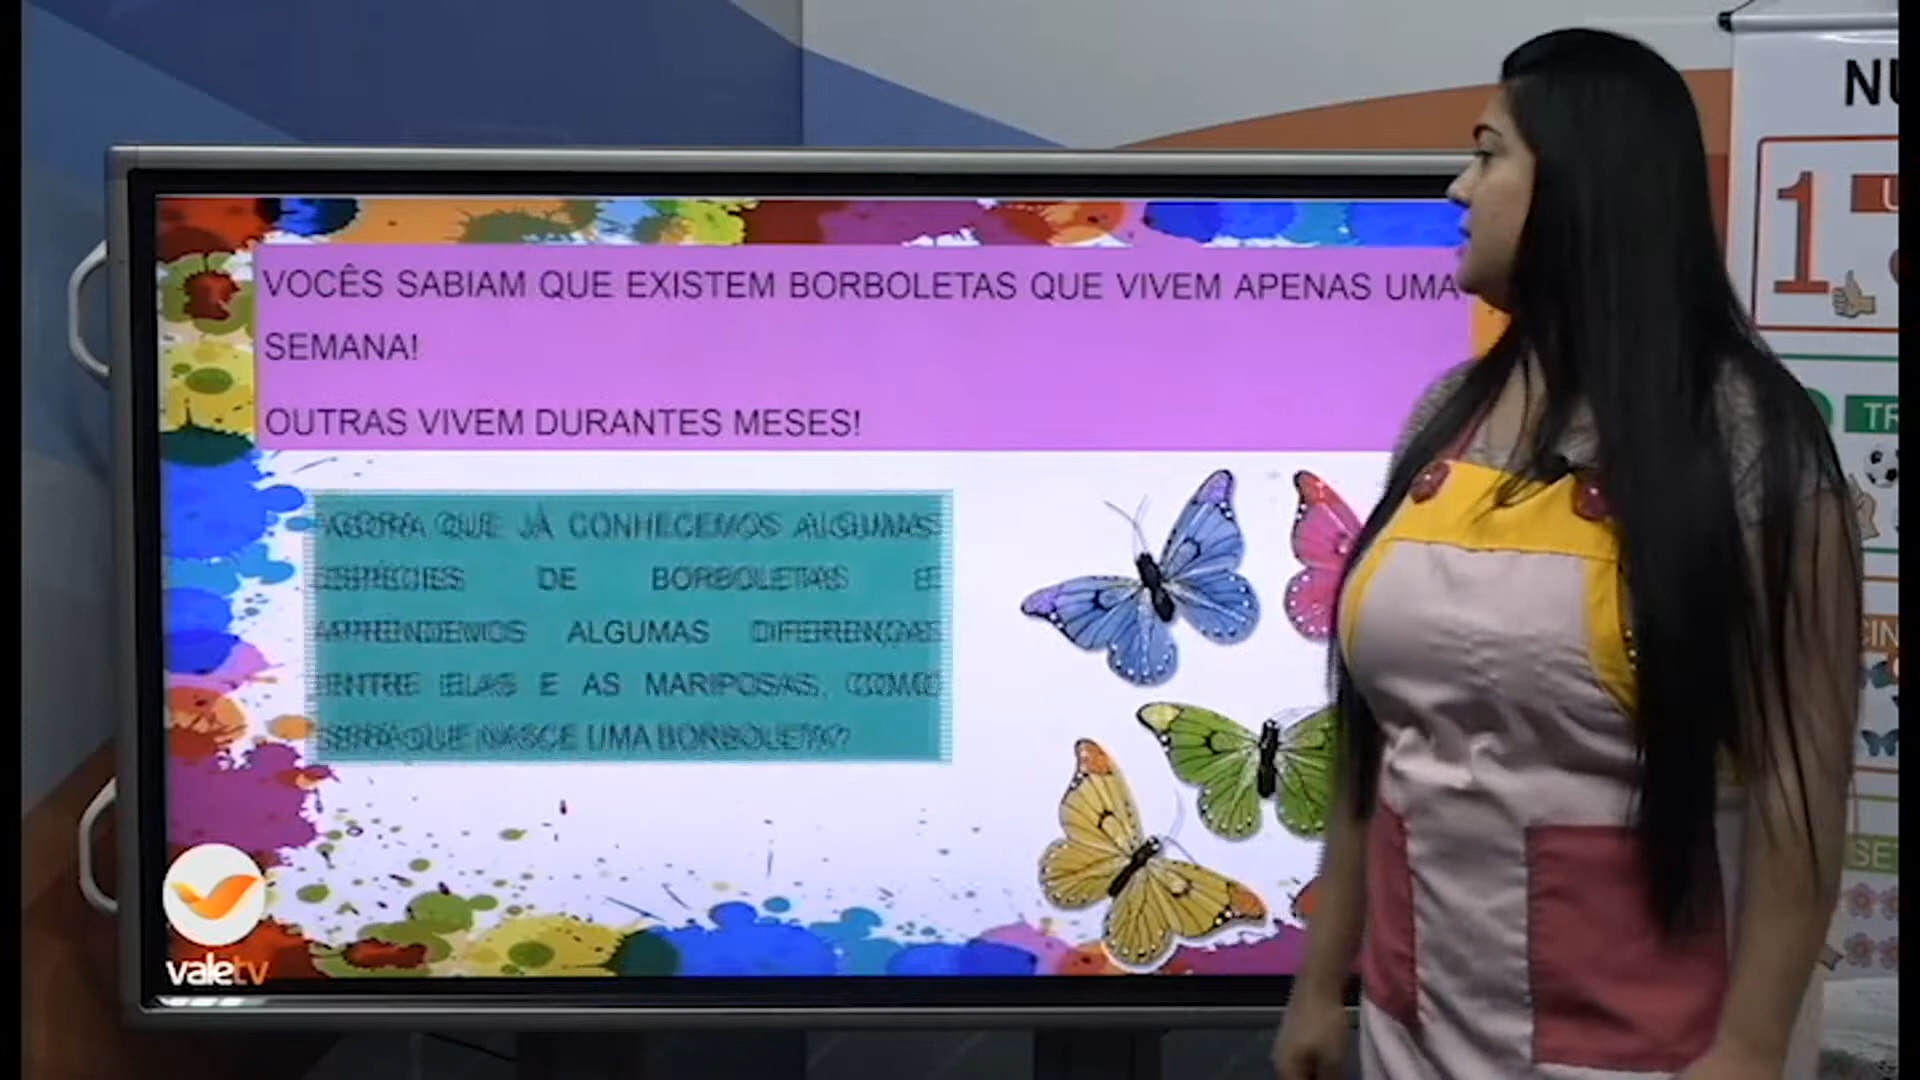 VOCÊS SABIAM QUE EXISTEM BORBOLETAS QUE VIVEM APENAS UMA
SEMANA!
OUTRAS VIVEM DURANTES MESES!
AGORA QUE JÁ CONHECEMOS ALGUMAS
ESPÉCIES DE BORBOLETAS E
APRENDEMOS ALGUMAS DIFERENÇAS
ENTRE ELAS E AS MARIPOSAS, COMO
SERÁ QUE NASCE UMA BORBOLETA?
valetv
NU
1
U
TR
CIN
SE